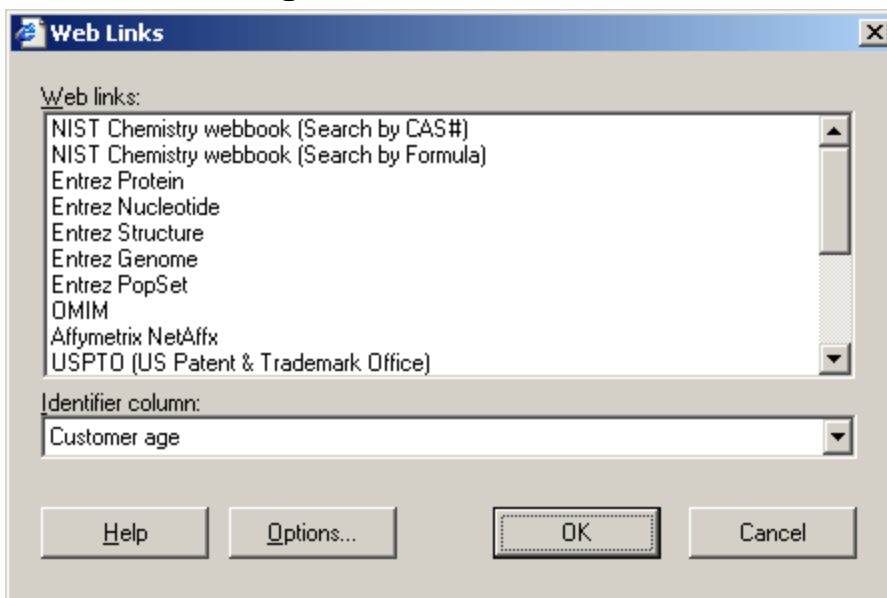 Web Links
Web links:
NIST Chemistry webbook (Search by CAS#)
NIST Chemistry webbook (Search by Formula)
Entrez Protein
Entrez Nucleotide
Entrez Structure
Entrez Genome
Entrez PopSet
OMIM
Affymetrix NetAffx
USPTO (US Patent & Trademark Office)
Identifier column:
Customer age
Help Options... OK Cancel